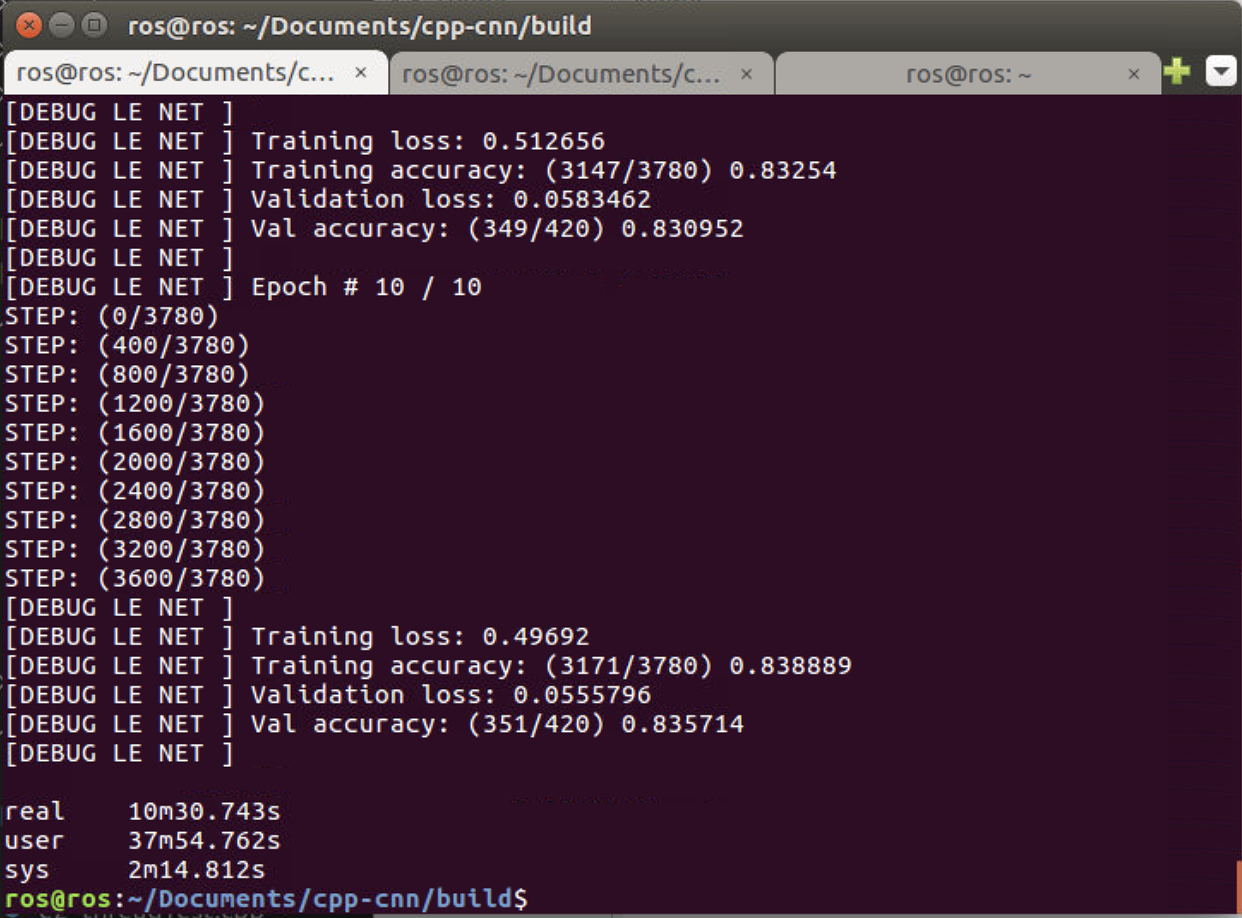 ros@ros: ~/Documents/cpp-cnn/build
ros@ros: ~/Documents/c... × ros@ros: ~/Documents/c... × ros@ros: ~ ×
[DEBUG LE NET ]
[DEBUG LE NET ] Training loss: 0.512656
[DEBUG LE NET ] Training accuracy: (3147/3780) 0.83254
[DEBUG LE NET ] Validation loss: 0.0583462
[DEBUG LE NET ] Val accuracy: (349/420) 0.830952
[DEBUG LE NET ]
[DEBUG LE NET ] Epoch # 10 / 10
STEP: (0/3780)
STEP: (400/3780)
STEP: (800/3780)
STEP: (1200/3780)
STEP: (1600/3780)
STEP: (2000/3780)
STEP: (2400/3780)
STEP: (2800/3780)
STEP: (3200/3780)
STEP: (3600/3780)
[DEBUG LE NET ]
[DEBUG LE NET ] Training loss: 0.49692
[DEBUG LE NET ] Training accuracy: (3171/3780) 0.838889
[DEBUG LE NET ] Validation loss: 0.0555796
[DEBUG LE NET ] Val accuracy: (351/420) 0.835714
[DEBUG LE NET ]
real 10m30.743s
user 37m54.762s
sys 2m14.812s
ros@ros:~/Documents/cpp-cnn/build$